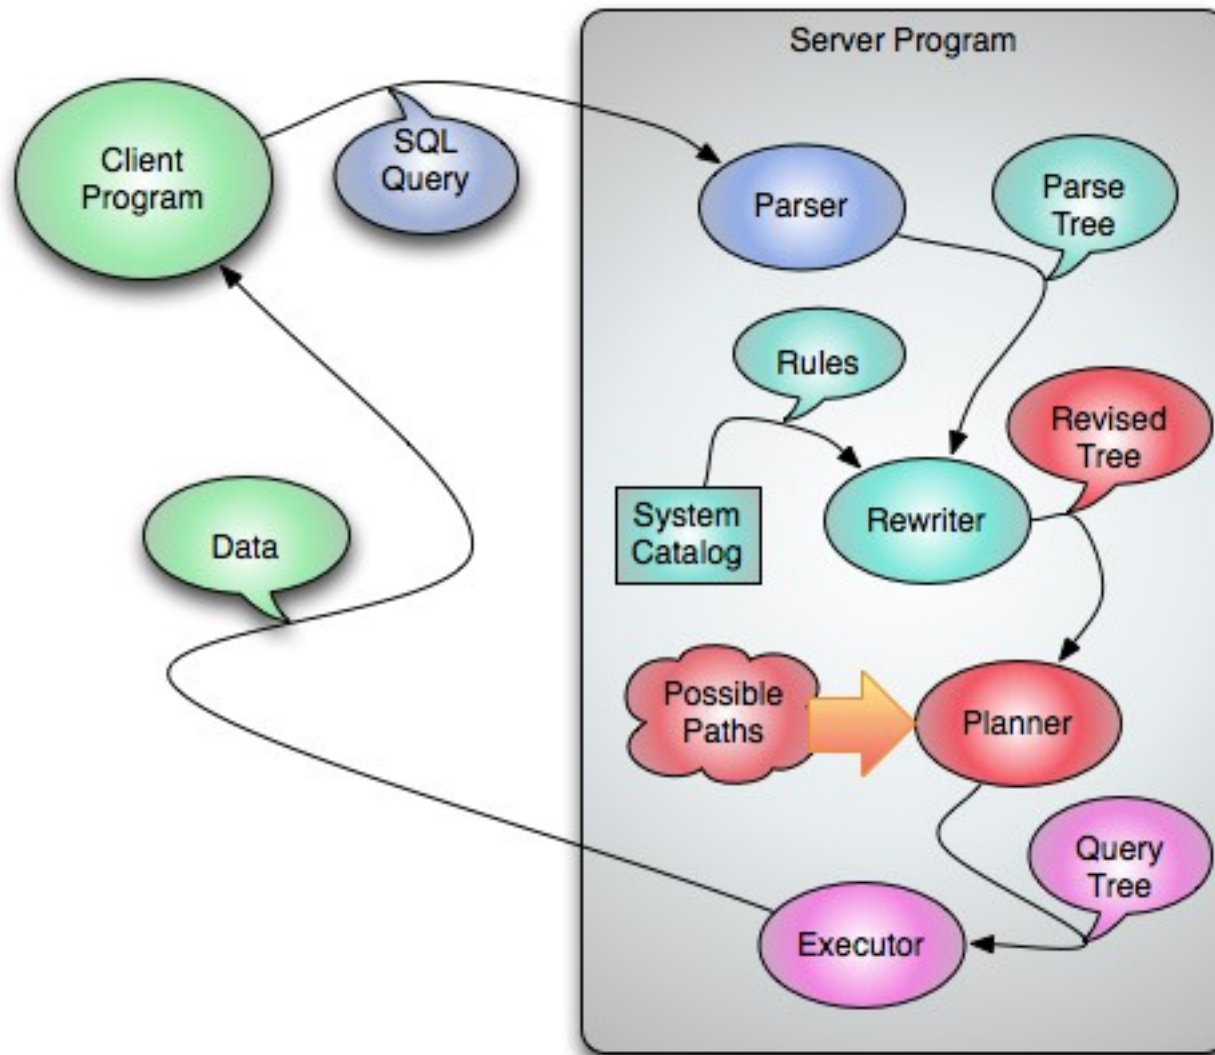 Server Program
Client
Program
SQL
Query
Parser
Parse
Tree
Rules
Revised
Tree
System
Catalog
Rewriter
Data
Possible
Paths
Planner
Query
Tree
Executor